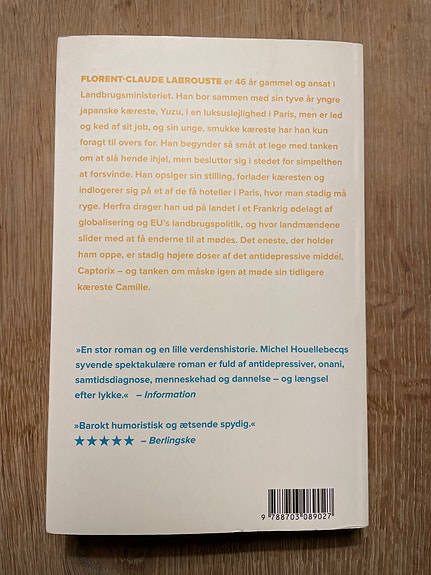 FLORENT-CLAUDE LABROUSTE er 46 år gammel og ansat i
Landbrugsministeriet. Han bor sammen med sin tyve år yngre
japanske kæreste, Yuzu, i en luksuslejlighed i Paris, men er led
og ked af sit job, og sin unge, smukke kæreste har han kun
foragt til overs for. Han begynder så småt at lege med tanken
om at slå hende ihjel, men beslutter sig i stedet for simpelthen
at forsvinde. Han opsiger sin stilling, forlader kæresten og
indlogerer sig på et af de få hoteller i Paris, hvor man stadig må
ryge. Herfra drager han ud på landet i et Frankrig ødelagt af
globalisering og EU's landbrugspolitik, og hvor landmændene
slider med at få enderne til at mødes. Det eneste, der holder
ham oppe, er stadig højere doser af det antidepressive middel,
Captorix – og tanken om måske igen at møde sin tidligere
kæreste Camille.
»En stor roman og en lille verdenshistorie. Michel Houellebecqs
syvende spektakulære roman er fuld af antidepressiver, onani,
samtidsdiagnose, menneskehad og dannelse – og længsel
efter lykke.« – Information
»Barokt humoristisk og ætsende spydig.«
★★★★★ – Berlingske
9 788703 089027